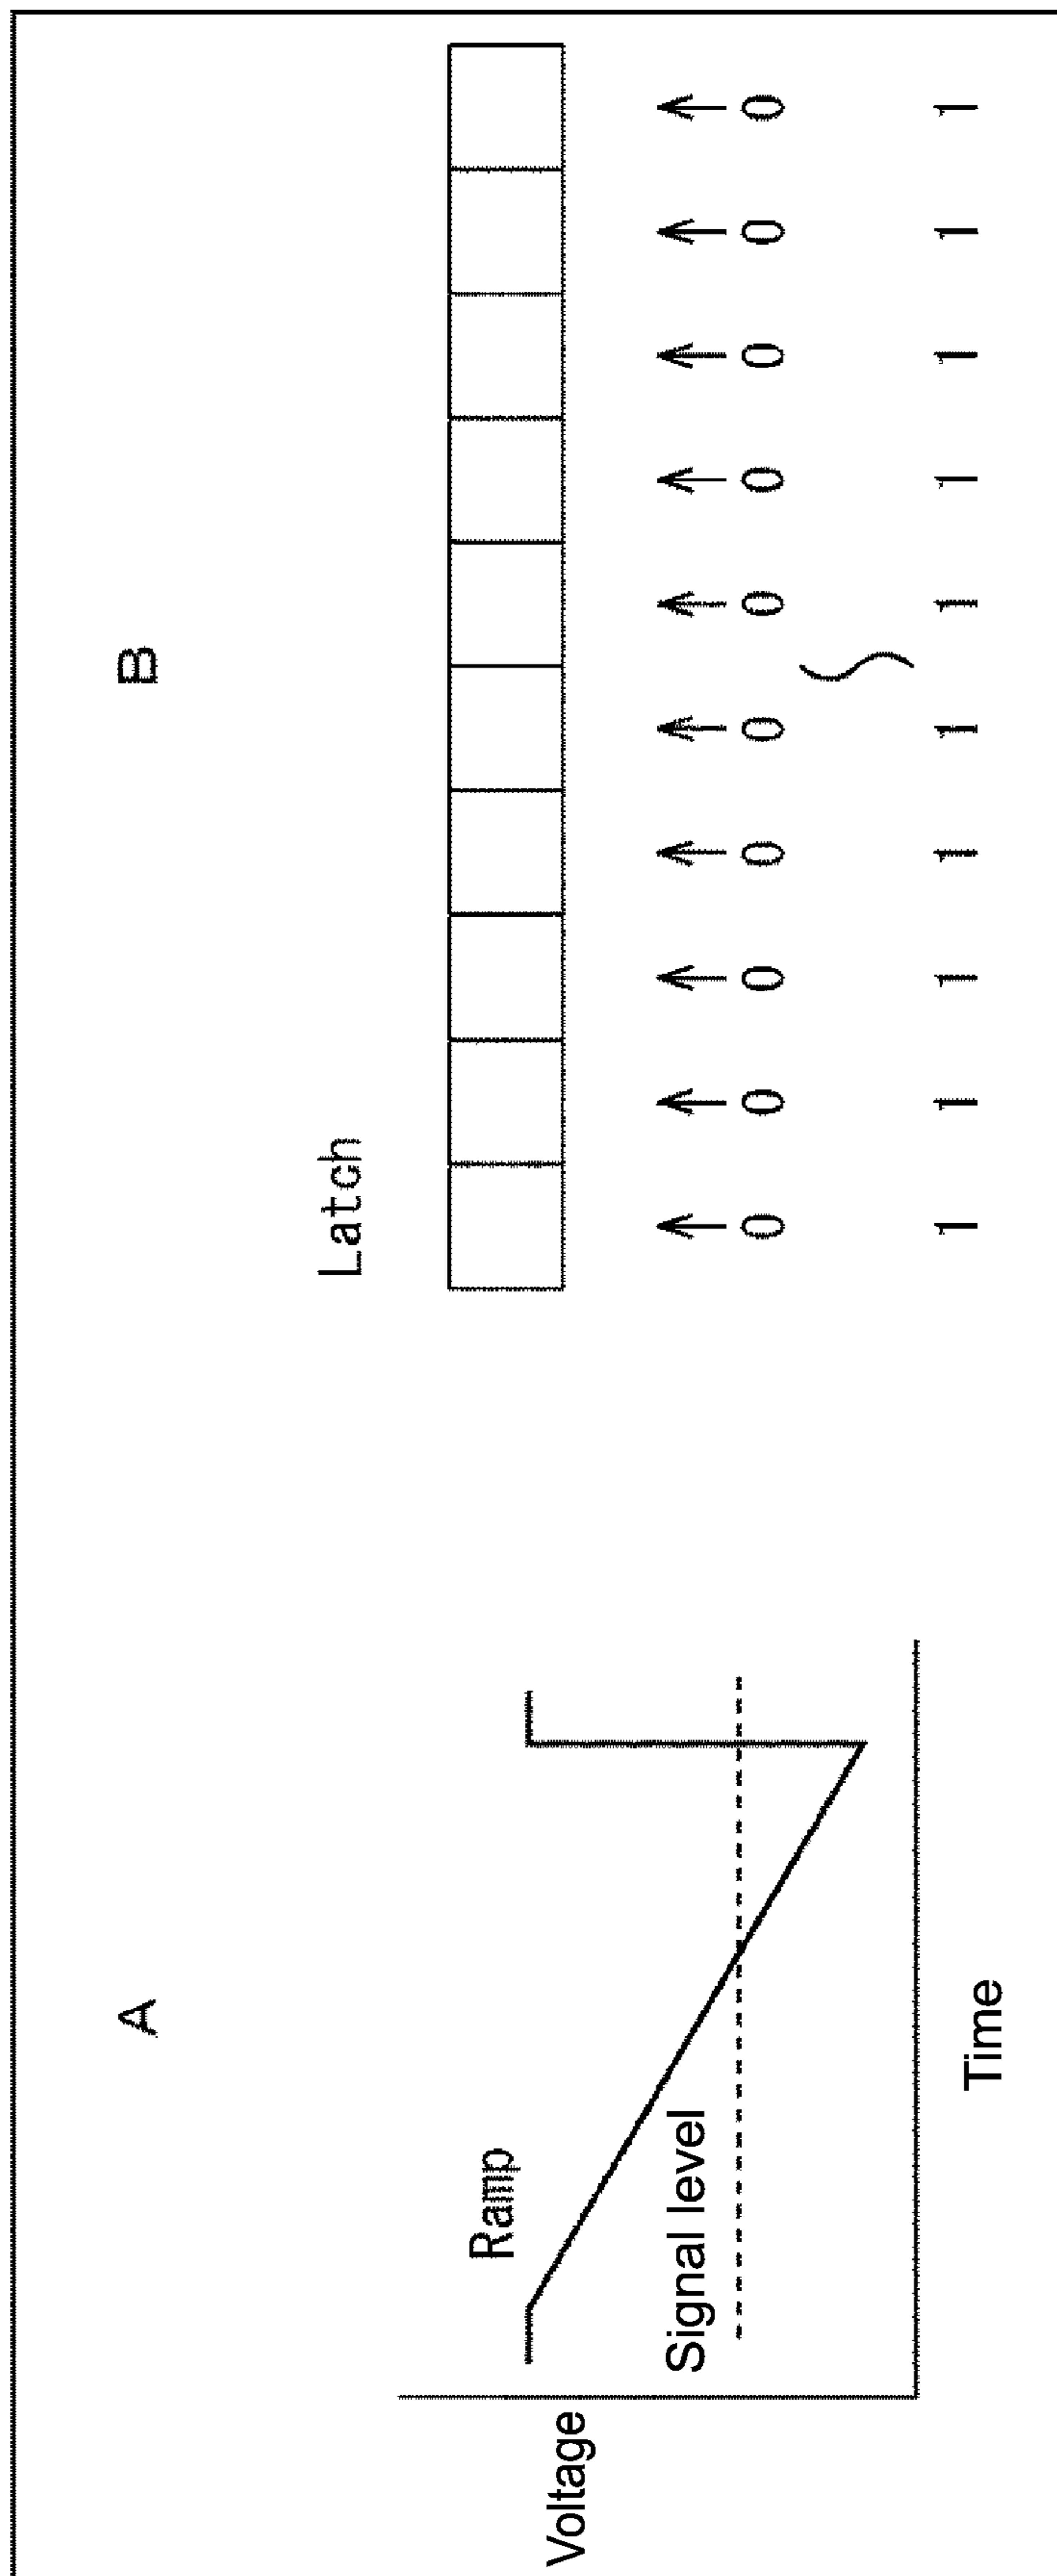 A
Voltage
Ramp
Signal level
Time
B
Latch
0 0 0 0 0 0 0 0 0 0
1 1 1 1 1 1 1 1 1 1